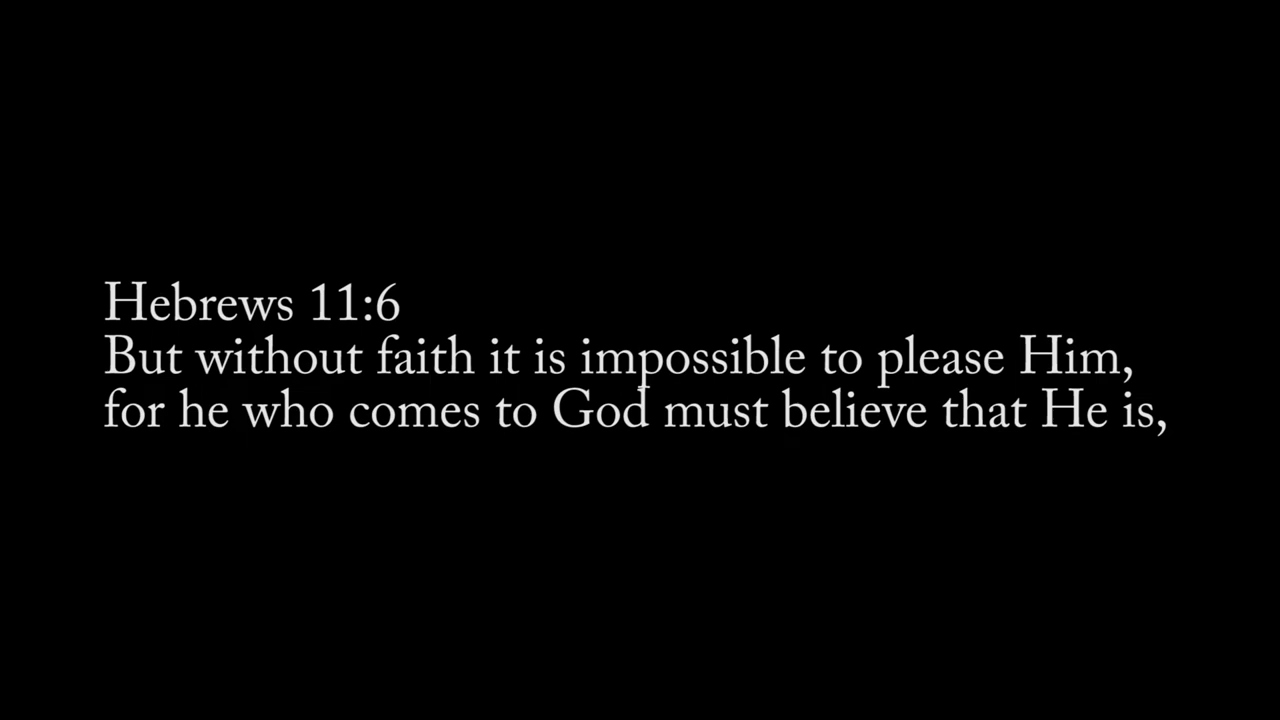 Hebrews 11:6
But without faith it is impossible to please Him,
for he who comes to God must believe that He is,